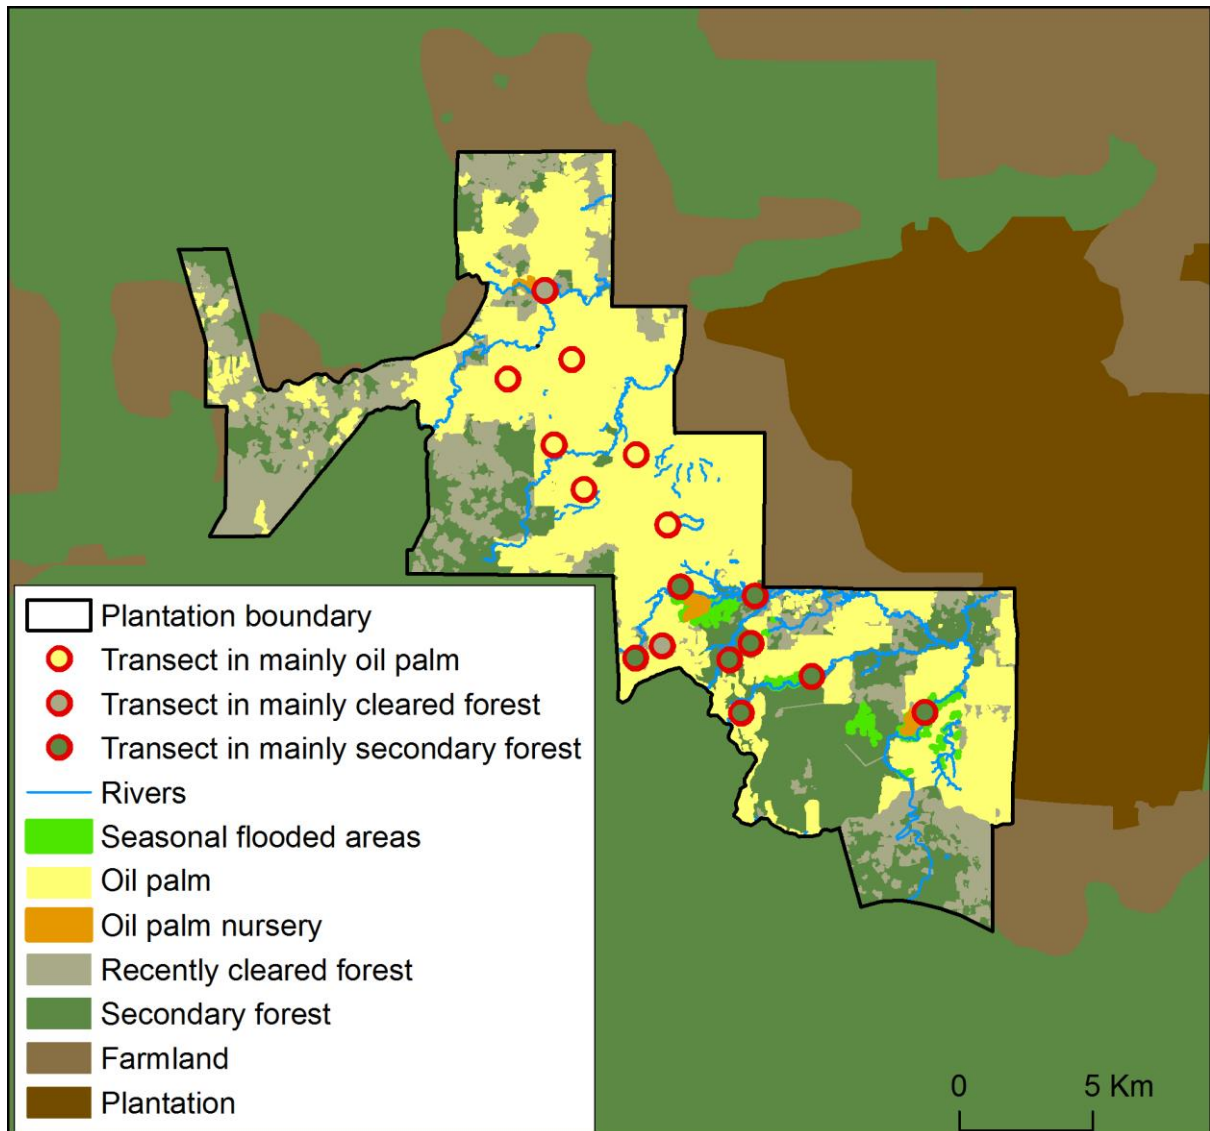 Plantation boundary
Transect in mainly oil palm
Transect in mainly cleared forest
Transect in mainly secondary forest
Rivers
Seasonal flooded areas
Oil palm
Oil palm nursery
Recently cleared forest
Secondary forest
Farmland
Plantation
0 5 Km